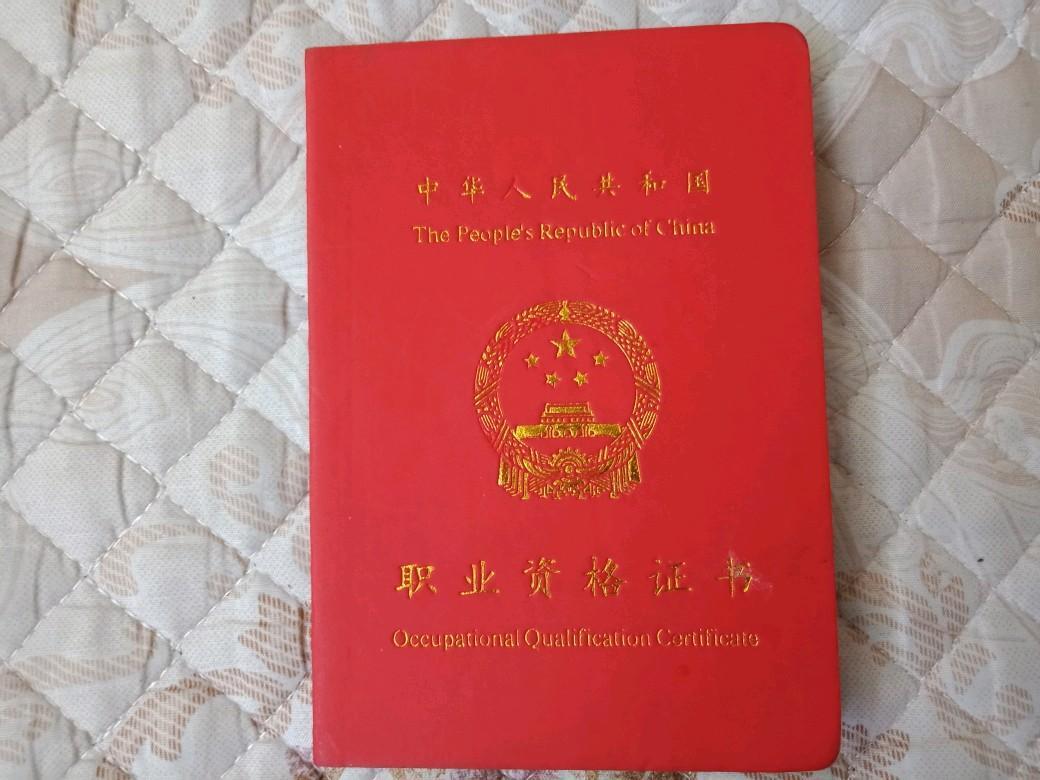 中华人民共和国
The People's Republic of China
职业资格证书
Occupational Qualification Certificate